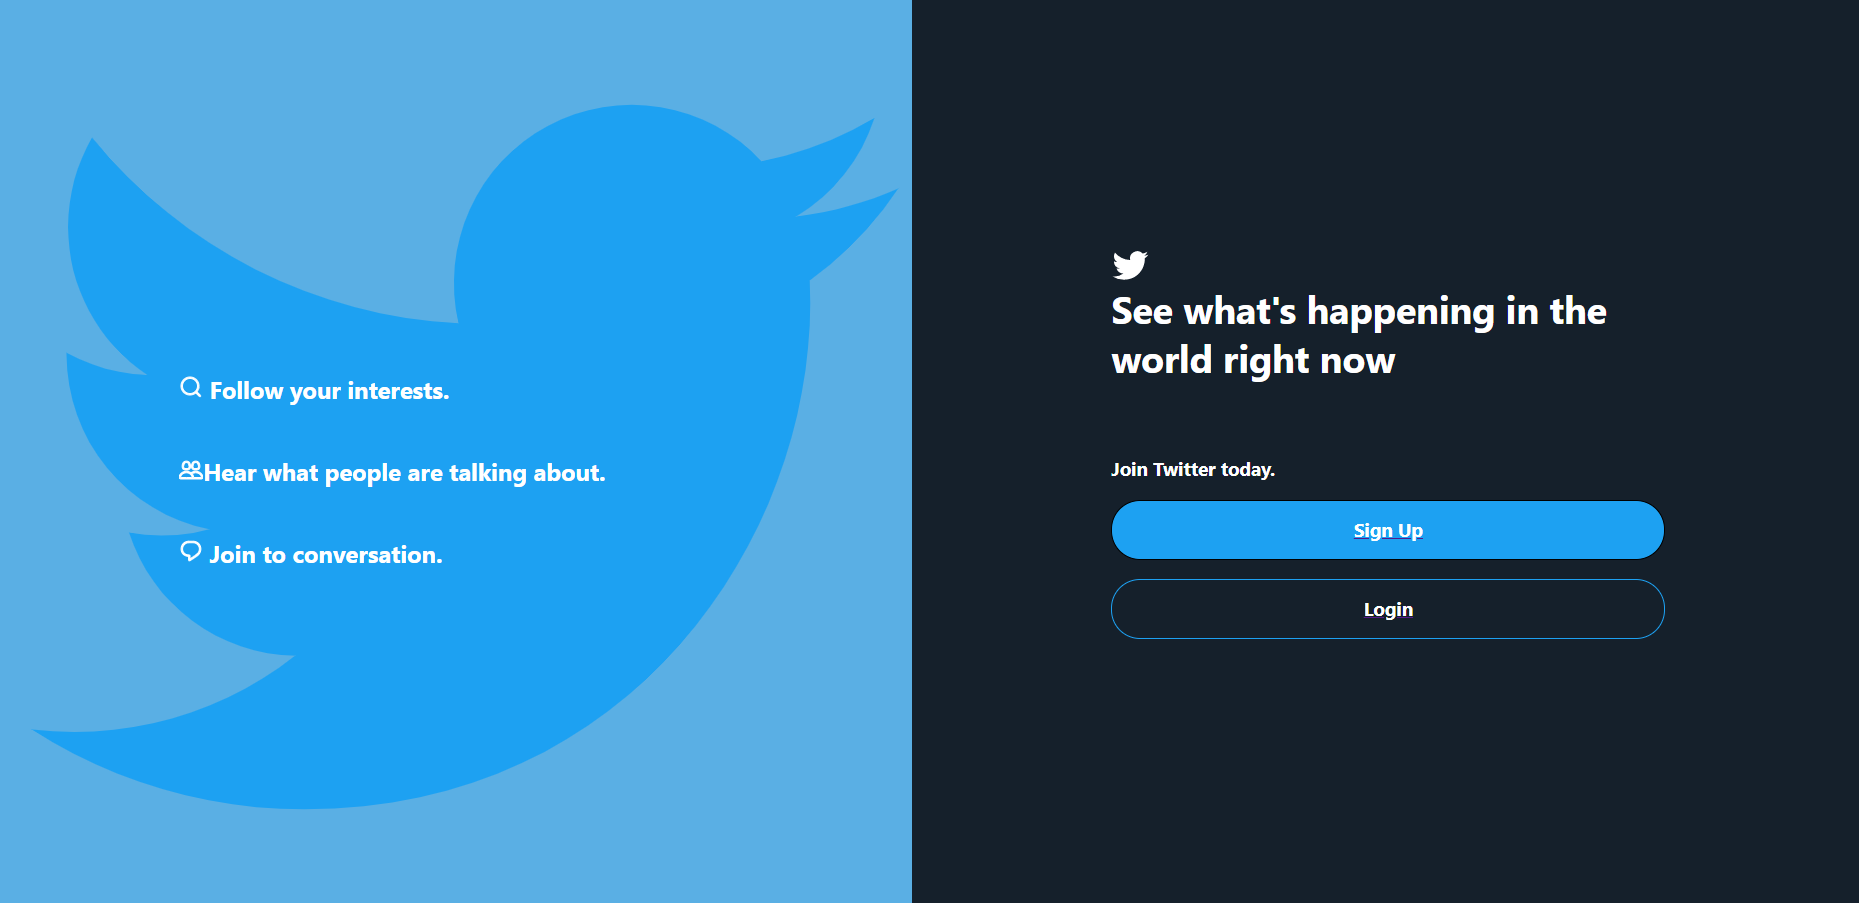 Follow your interests.
Hear what people are talking about.
Join to conversation.
See what's happening in the
world right now
Join Twitter today.
Sign Up
Login